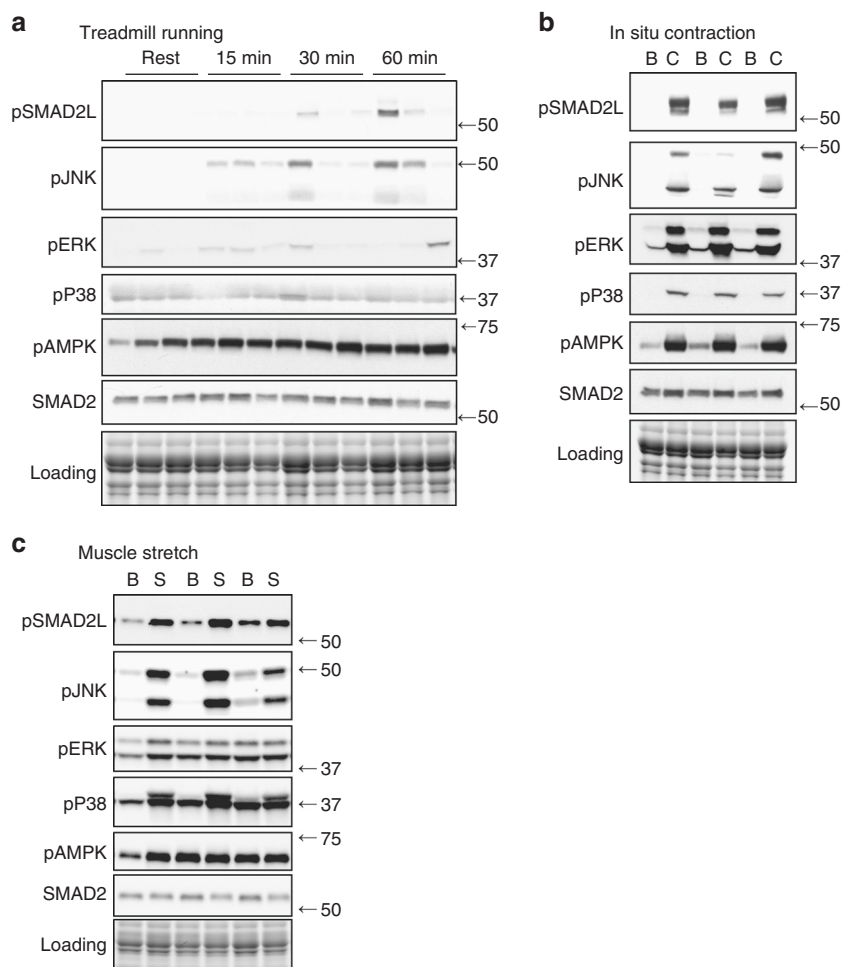 a
Treadmill running
Rest 15 min 30 min 60 min
pSMAD2L
←50
pJNK
←50
pERK
←37
pP38
←37
←75
pAMPK
SMAD2
←50
Loading
b
In situ contraction
B C B C B C
pSMAD2L
←50
←50
pJNK
pERK
←37
pP38
←37
←75
pAMPK
SMAD2
←50
Loading
c
Muscle stretch
B S B S B S
pSMAD2L
←50
←50
pJNK
pERK
←37
pP38
←37
←75
pAMPK
SMAD2
←50
Loading